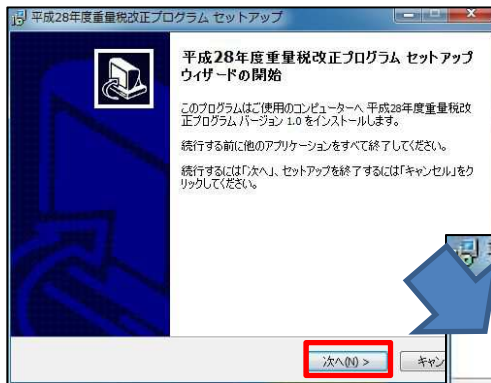 平成28年度重量税改正プログラム セットアップ
平成28年度重量税改正プログラム セットアップ
ウィザードの開始
このプログラムはご使用のコンピューターへ 平成28年度重量税改
正プログラム バージョン 1.0 をインストールします。
続行する前に他のアプリケーションをすべて終了してください。
続行するには「次へ」、セットアップを終了するには「キャンセル」をク
リックしてください。
次へ(N) >
キャン